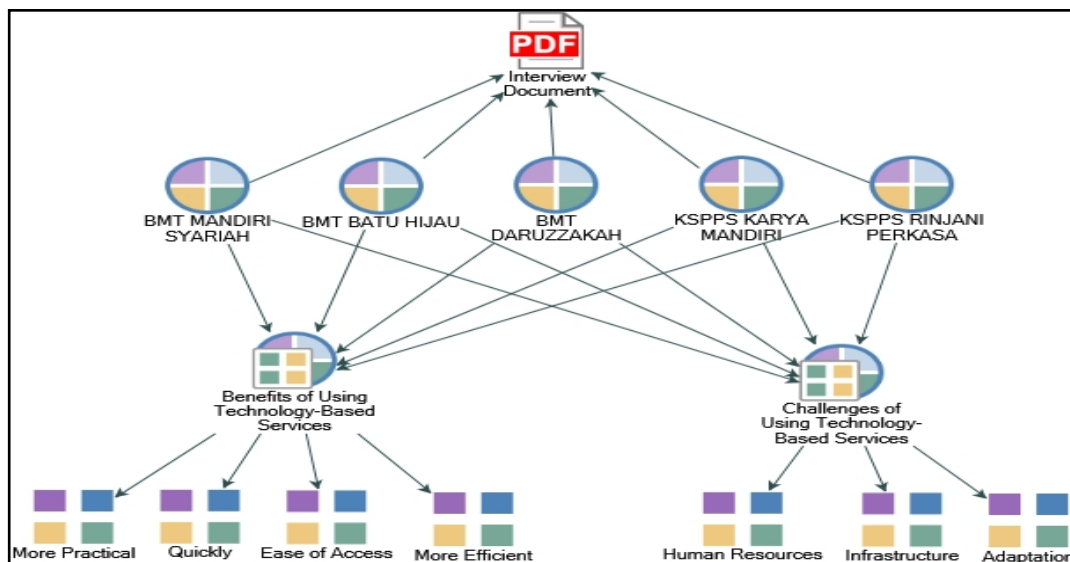 PDF
Interview
Document
BMT MANDIRI
SYARIAH
BMT BATU HIJAU
BMT
DARUZZAKAH
KSPPS KARYA
MANDIRI
KSPPS RINJANI
PERKASA
Benefits of Using
Technology-Based
Services
Challenges of
Using Technology-
Based Services
More Practical
Quickly
Ease of Access
More Efficient
Human Resources
Infrastructure
Adaptation